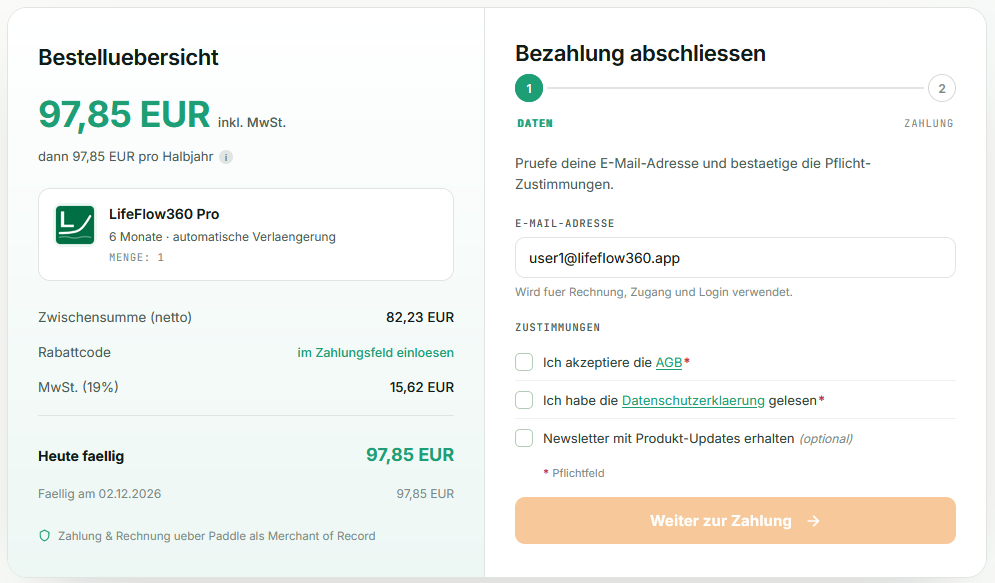 Bestelluebersicht
97,85 EUR inkl. MwSt.
dann 97,85 EUR pro Halbjahr i
L
LifeFlow360 Pro
6 Monate · automatische Verlaengerung
MENGE: 1
Zwischensumme (netto) 82,23 EUR
Rabattcode im Zahlungsfeld einloesen
MwSt. (19%) 15,62 EUR
Heute faellig 97,85 EUR
Faellig am 02.12.2026 97,85 EUR
Zahlung & Rechnung ueber Paddle als Merchant of Record
Bezahlung abschliessen
1 2
DATEN ZAHLUNG
Pruefe deine E-Mail-Adresse und bestaetige die Pflicht-
Zustimmungen.
E-MAIL-ADRESSE
user1@lifeflow360.app
Wird fuer Rechnung, Zugang und Login verwendet.
ZUSTIMMUNGEN
Ich akzeptiere die AGB*
Ich habe die Datenschutzerklaerung gelesen*
Newsletter mit Produkt-Updates erhalten (optional)
* Pflichtfeld
Weiter zur Zahlung →